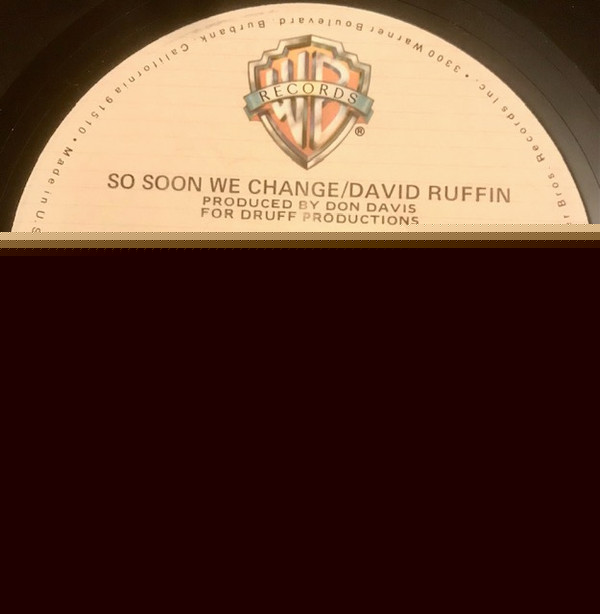 WB
RECORDS
®
SO SOON WE CHANGE/DAVID RUFFIN
PRODUCED BY DON DAVIS
FOR DRUFF PRODUCTIONS
Bros. Records Inc. • 3300 Warner Boulevard, Burbank, California 91510 • Made in U.S